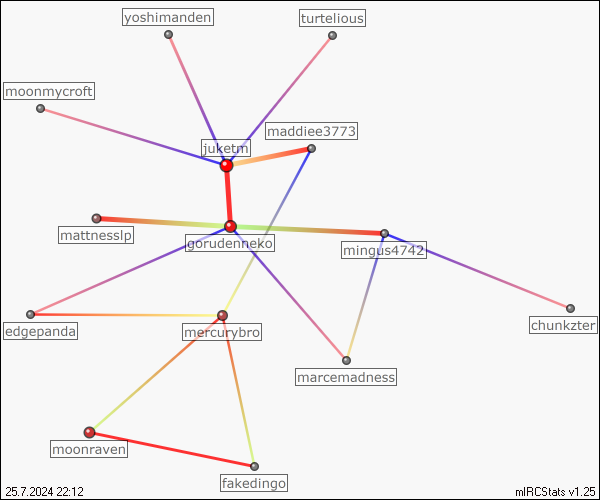 yoshimanden
turtelious
moonmycroft
maddiee3773
juketm
mattnesslp
gorudenneko
mingus4742
edgepanda
mercurybro
chunkzter
marcemadness
moonraven
fakedingo
25.7.2024 22:12
mIRCStats v1.25